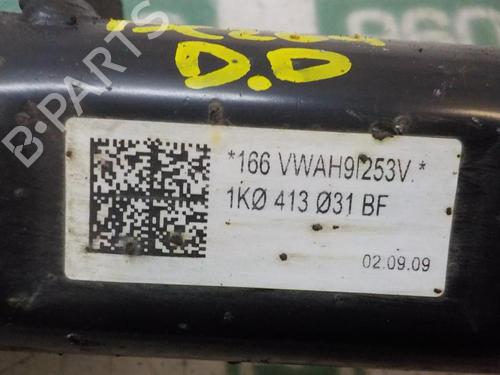 D.D
B-PARTS
*166 VWAH9I253V.*
1KØ 413 Ø31 BF
02.09.09